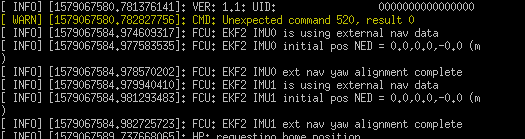 [ INFO] [1579067580.781376141]: VER: 1.1: UID:          0000000000000000
[ WARN] [1579067580.782827756]: CMD: Unexpected command 520, result 0
[ INFO] [1579067584.974609317]: FCU: EKF2 IMU0 is using external nav data
[ INFO] [1579067584.977583535]: FCU: EKF2 IMU0 initial pos NED = 0.0,0.0,-0.0 (m
)
[ INFO] [1579067584.978570202]: FCU: EKF2 IMU0 ext nav yaw alignment complete
[ INFO] [1579067584.979940410]: FCU: EKF2 IMU1 is using external nav data
[ INFO] [1579067584.981293483]: FCU: EKF2 IMU1 initial pos NED = 0.0,0.0,-0.0 (m
)
[ INFO] [1579067584.982725723]: FCU: EKF2 IMU1 ext nav yaw alignment complete
[ INFO] [1579067589.737668065]: HP: requesting home position